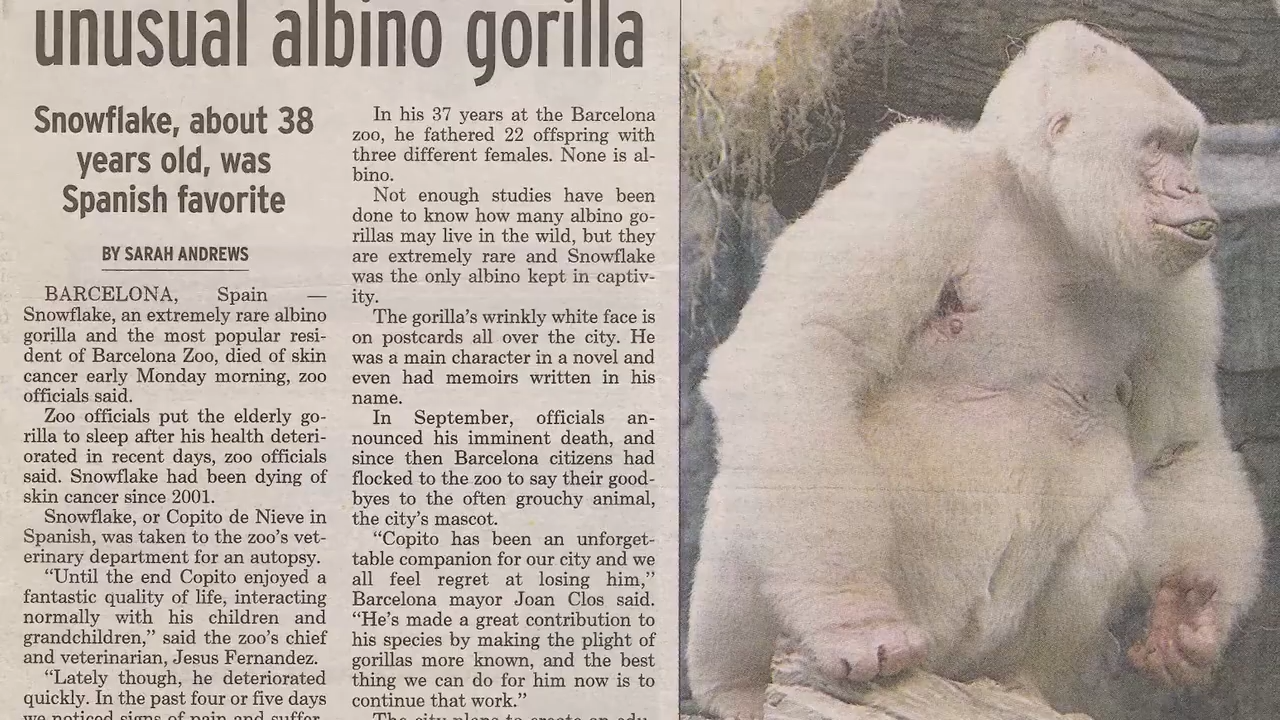 unusual albino gorilla
Snowflake, about 38
years old, was
Spanish favorite
BY SARAH ANDREWS
BARCELONA, Spain —
Snowflake, an extremely rare albino
gorilla and the most popular resi-
dent of Barcelona Zoo, died of skin
cancer early Monday morning, zoo
officials said.
Zoo officials put the elderly go-
rilla to sleep after his health deteri-
orated in recent days, zoo officials
said. Snowflake had been dying of
skin cancer since 2001.
Snowflake, or Copito de Nieve in
Spanish, was taken to the zoo's vet-
erinary department for an autopsy.
“Until the end Copito enjoyed a
fantastic quality of life, interacting
normally with his children and
grandchildren,” said the zoo's chief
and veterinarian, Jesus Fernandez.
“Lately though, he deteriorated
quickly. In the past four or five days
we noticed signs of pain and suffer-
In his 37 years at the Barcelona
zoo, he fathered 22 offspring with
three different females. None is al-
bino.
Not enough studies have been
done to know how many albino go-
rillas may live in the wild, but they
are extremely rare and Snowflake
was the only albino kept in captiv-
ity.
The gorilla's wrinkly white face is
on postcards all over the city. He
was a main character in a novel and
even had memoirs written in his
name.
In September, officials an-
nounced his imminent death, and
since then Barcelona citizens had
flocked to the zoo to say their good-
byes to the often grouchy animal,
the city's mascot.
“Copito has been an unforget-
table companion for our city and we
all feel regret at losing him,”
Barcelona mayor Joan Clos said.
“He's made a great contribution to
his species by making the plight of
gorillas more known, and the best
thing we can do for him now is to
continue that work.”
The city plans to create an edu-